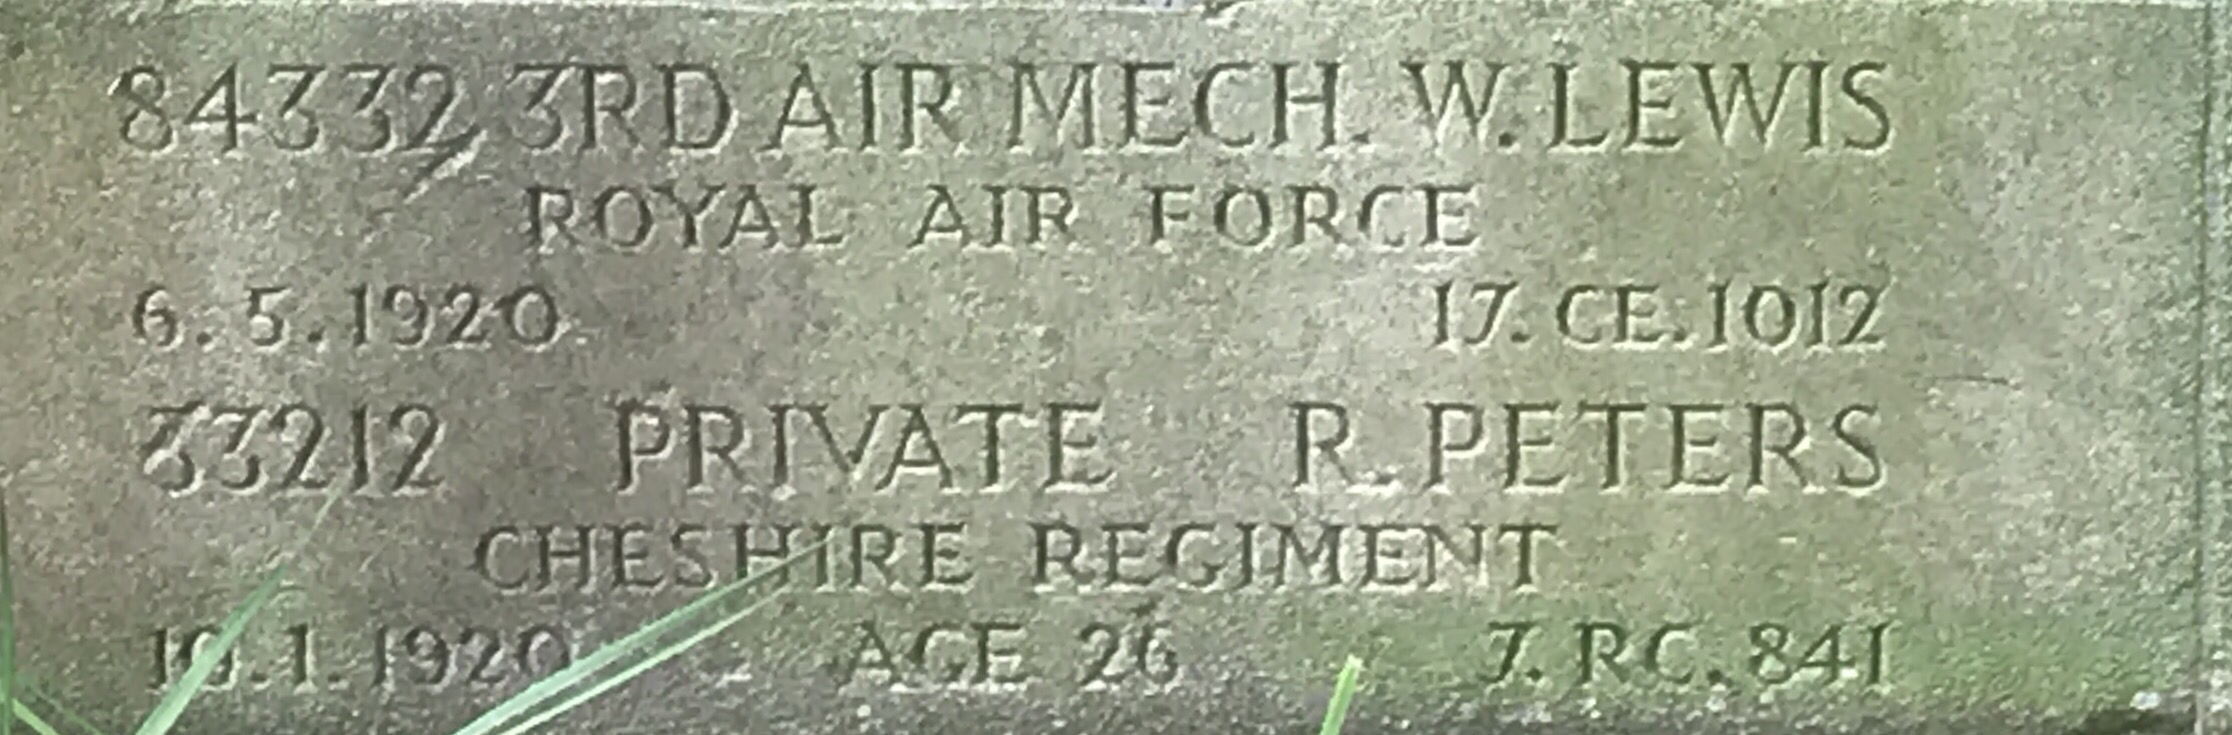 84332 3RD AIR MECH. W. LEWIS
ROYAL AIR FORCE
6.5.1920 17. CE. 1012
33212 PRIVATE R. PETERS
CHESHIRE REGIMENT
AGE 26 7. RC. 841